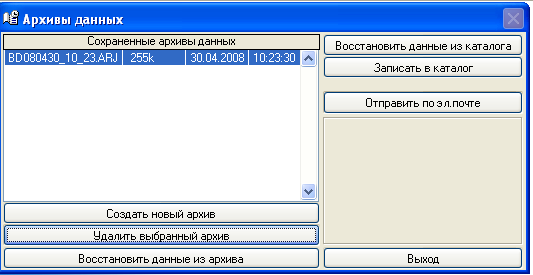 Архивы данных
Сохраненные архивы данных
BD080430_10_23.ARJ 255k 30.04.2008 10:23:30
Создать новый архив
Удалить выбранный архив
Восстановить данные из архива
Восстановить данные из каталога
Записать в каталог
Отправить по эл.почте
Выход